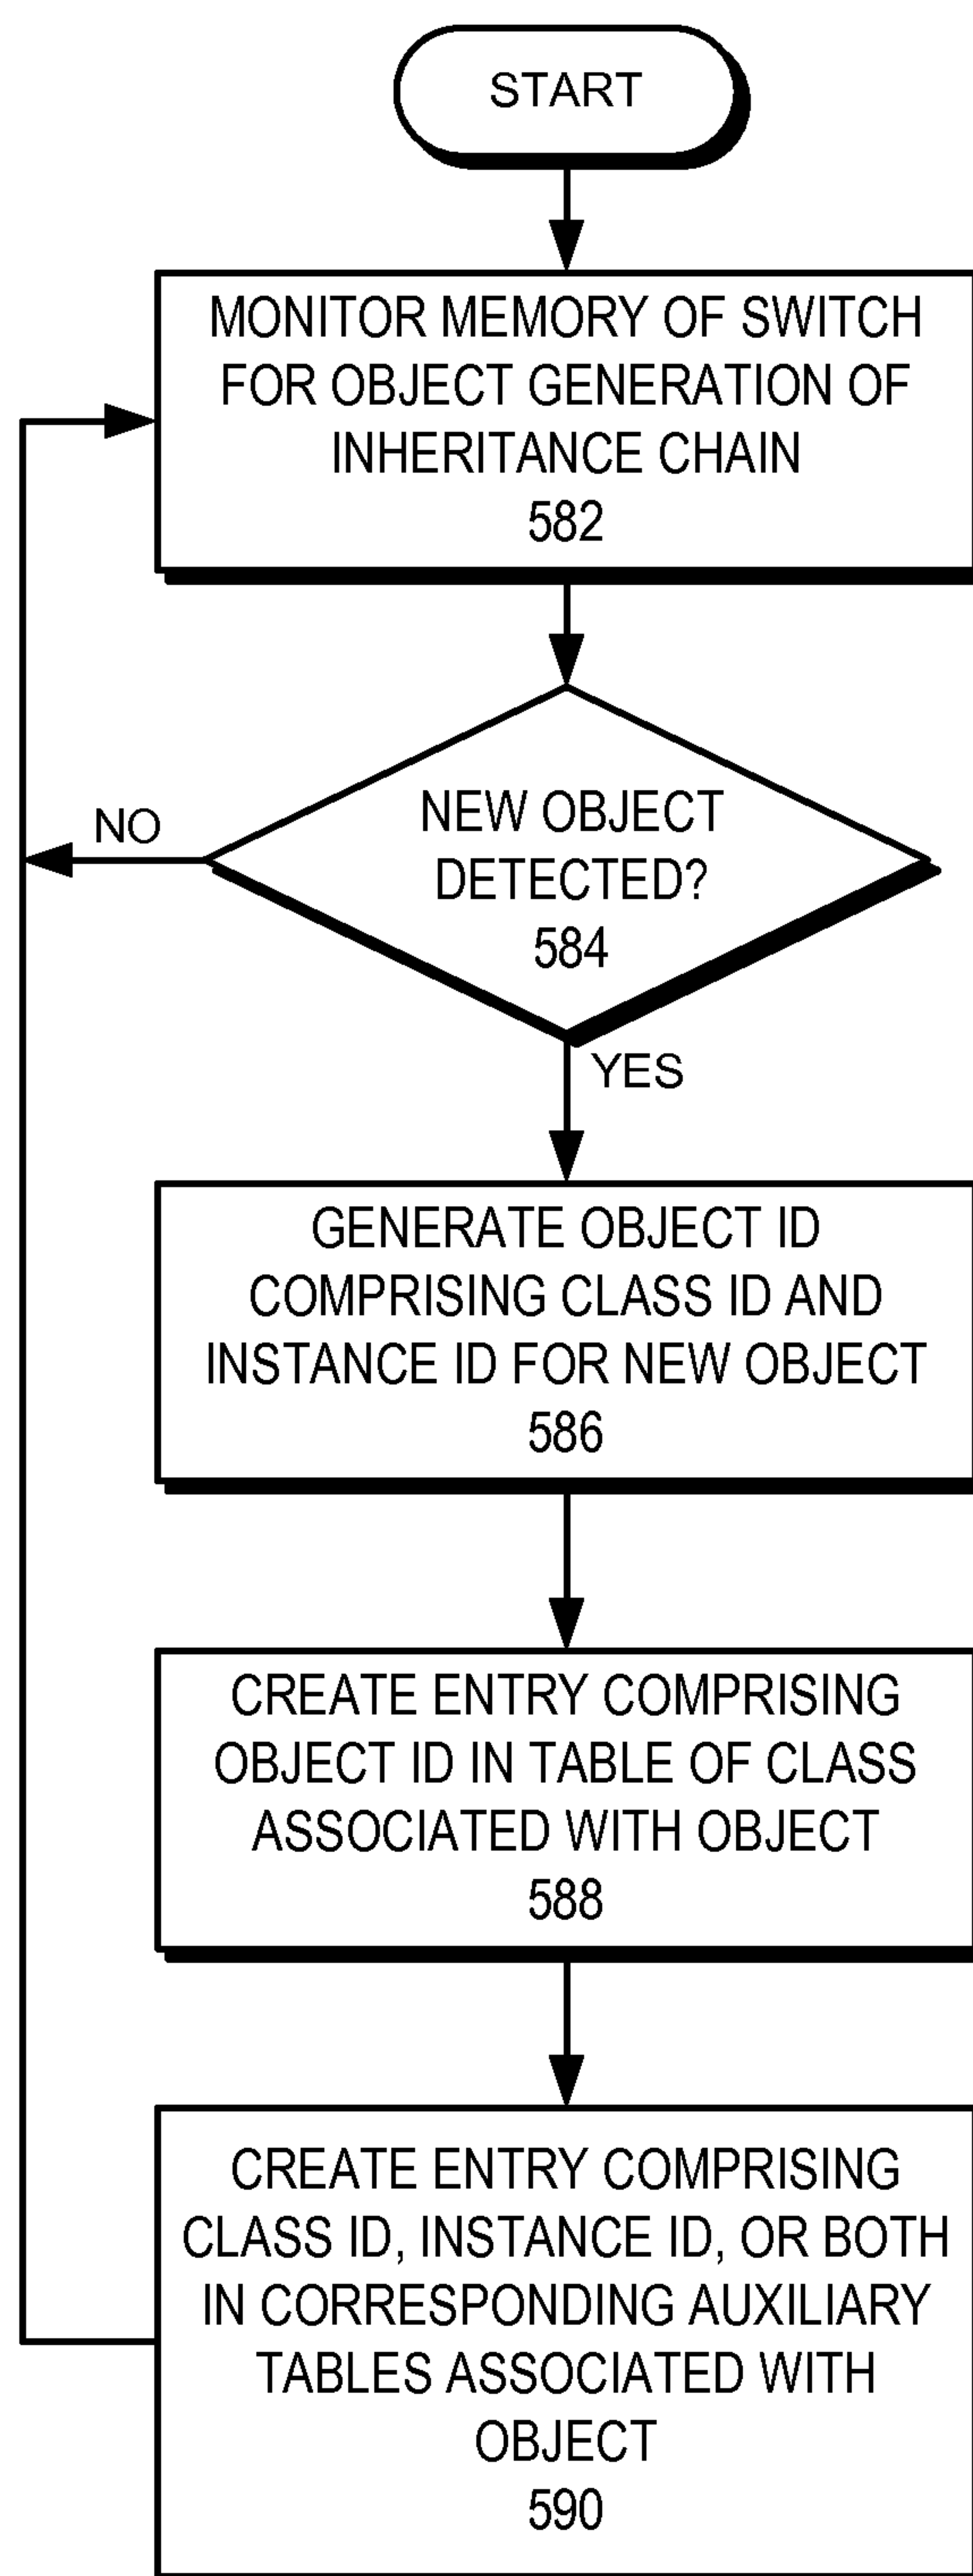 START
MONITOR MEMORY OF SWITCH
FOR OBJECT GENERATION OF
INHERITANCE CHAIN
582
NEW OBJECT
DETECTED?
584
NO
YES
GENERATE OBJECT ID
COMPRISING CLASS ID AND
INSTANCE ID FOR NEW OBJECT
586
CREATE ENTRY COMPRISING
OBJECT ID IN TABLE OF CLASS
ASSOCIATED WITH OBJECT
588
CREATE ENTRY COMPRISING
CLASS ID, INSTANCE ID, OR BOTH
IN CORRESPONDING AUXILIARY
TABLES ASSOCIATED WITH
OBJECT
590